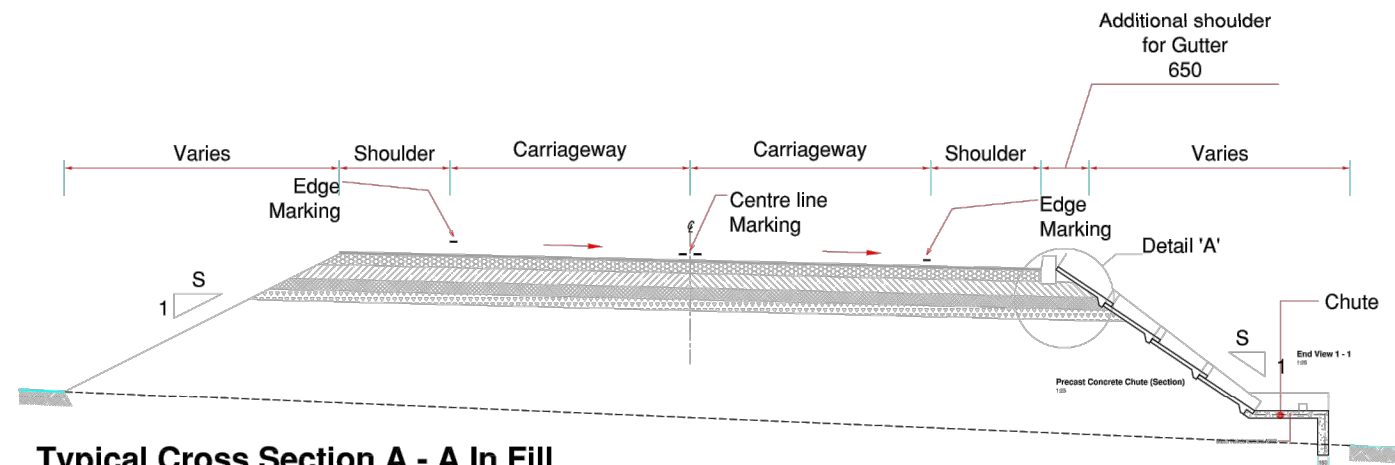 Additional shoulder
for Gutter
650
Varies
Shoulder
Carriageway
Carriageway
Shoulder
Varies
Edge
Marking
Centre line
Marking
Edge
Marking
Detail 'A'
S
1
Chute
S
1
End View 1 - 1
Precast Concrete Chute (Section)
Typical Cross Section A - A In Fill